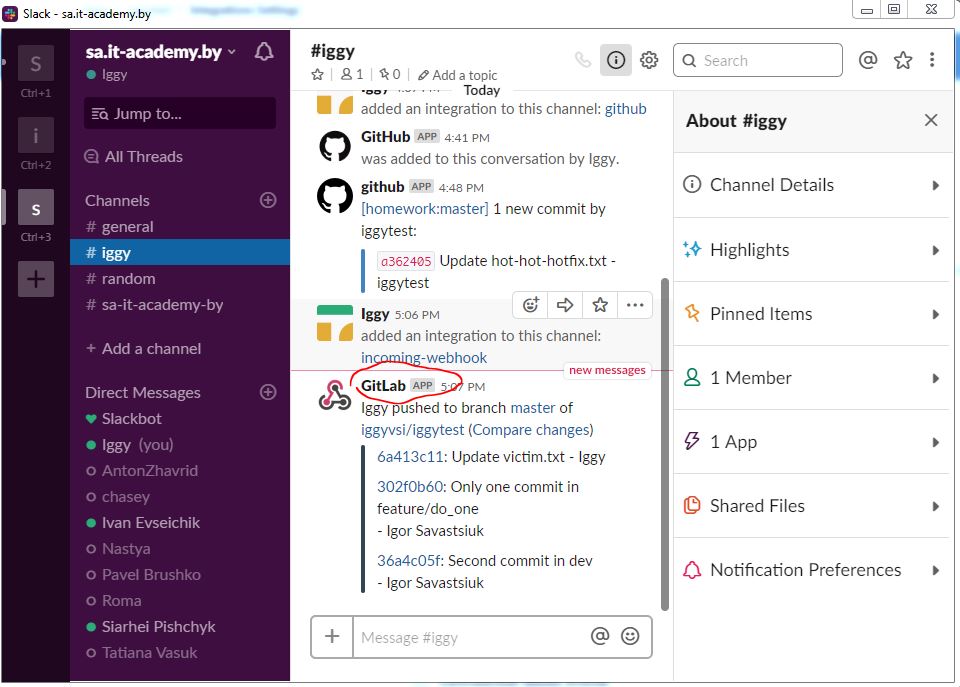 Slack - sa.it-academy.by
S
Ctrl+1
i
Ctrl+2
s
Ctrl+3
+
sa.it-academy.by
Iggy
Jump to...
All Threads
Channels
# general
# iggy
# random
# sa-it-academy-by
+ Add a channel
Direct Messages
Slackbot
Iggy (you)
AntonZhavrid
chasey
Ivan Evseichik
Nastya
Pavel Brushko
Roma
Siarhei Pishchyk
Tatiana Vasuk
#iggy
1 | 0 | Add a topic
Search
Today
added an integration to this channel: github
GitHub APP 4:41 PM
was added to this conversation by Iggy.
github APP 4:48 PM
[homework:master] 1 new commit by
iggytest:
a362405 Update hot-hot-hotfix.txt -
iggytest
Iggy 5:06 PM
added an integration to this channel:
incoming-webhook
new messages
GitLab APP 5:07 PM
Iggy pushed to branch master of
iggyvsi/iggytest (Compare changes)
6a413c11: Update victim.txt - Iggy
302f0b60: Only one commit in
feature/do_one
- Igor Savastsiuk
36a4c05f: Second commit in dev
- Igor Savastsiuk
Message #iggy
About #iggy
Channel Details
Highlights
Pinned Items
1 Member
1 App
Shared Files
Notification Preferences